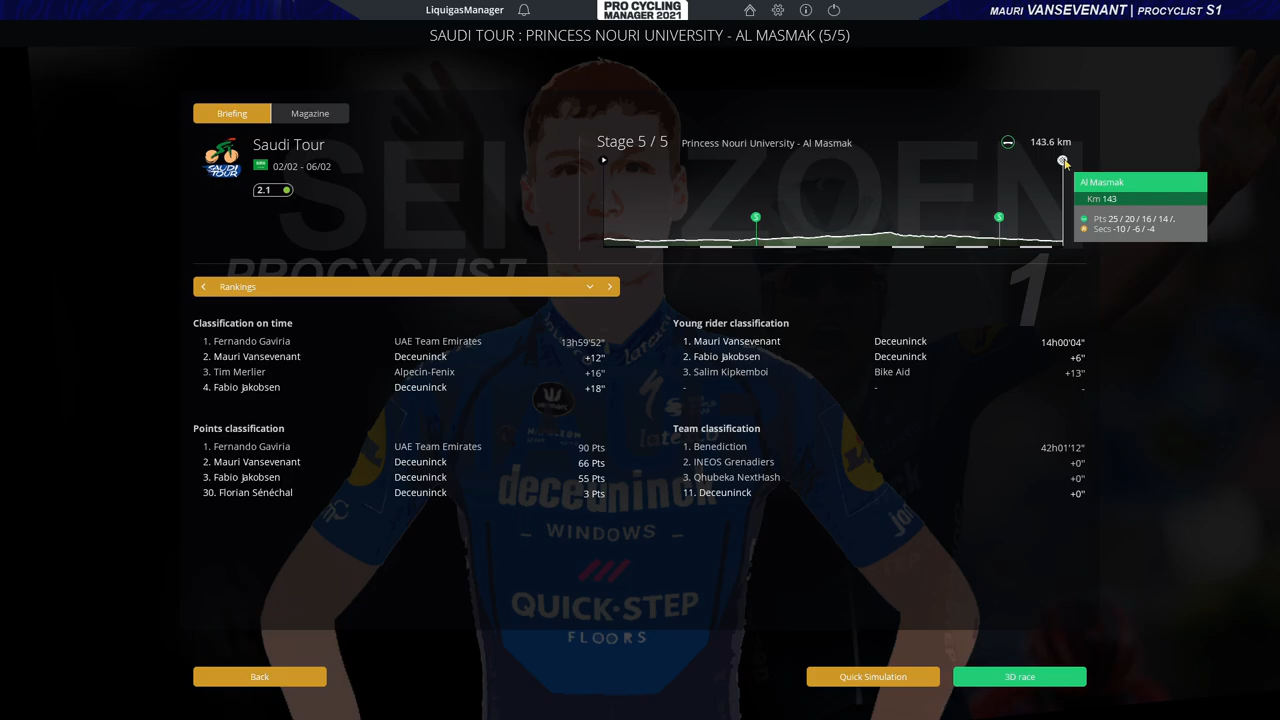 LiquigasManager
PRO CYCLING
MANAGER 2021
MAURI VANSEVENANT | PROCYCLIST S1
SAUDI TOUR : PRINCESS NOURI UNIVERSITY - AL MASMAK (5/5)
Briefing
Magazine
Saudi Tour
02/02 - 06/02
2.1
SAUDI TOUR
Stage 5 / 5
Princess Nouri University - Al Masmak
143.6 km
S
S
Al Masmak
Km 143
Pts 25 / 20 / 16 / 14 /.
Secs -10 / -6 / -4
SEIZOEN
PROCYCLIST
1
Rankings
Classification on time
1. Fernando Gaviria UAE Team Emirates 13h59'52"
2. Mauri Vansevenant Deceuninck +12"
3. Tim Merlier Alpecin-Fenix +16"
4. Fabio Jakobsen Deceuninck +18"
Young rider classification
1. Mauri Vansevenant Deceuninck 14h00'04"
2. Fabio Jakobsen Deceuninck +6"
3. Salim Kipkemboi Bike Aid +13"
- - -
Points classification
1. Fernando Gaviria UAE Team Emirates 90 Pts
2. Mauri Vansevenant Deceuninck 66 Pts
3. Fabio Jakobsen Deceuninck 55 Pts
30. Florian Sénéchal Deceuninck 3 Pts
Team classification
1. Benediction 42h01'12"
2. INEOS Grenadiers +0"
3. Qhubeka NextHash +0"
11. Deceuninck +0"
latexco
deceuninck
- WINDOWS -
QUICK-STEP
FLOORS
Back
Quick Simulation
3D race